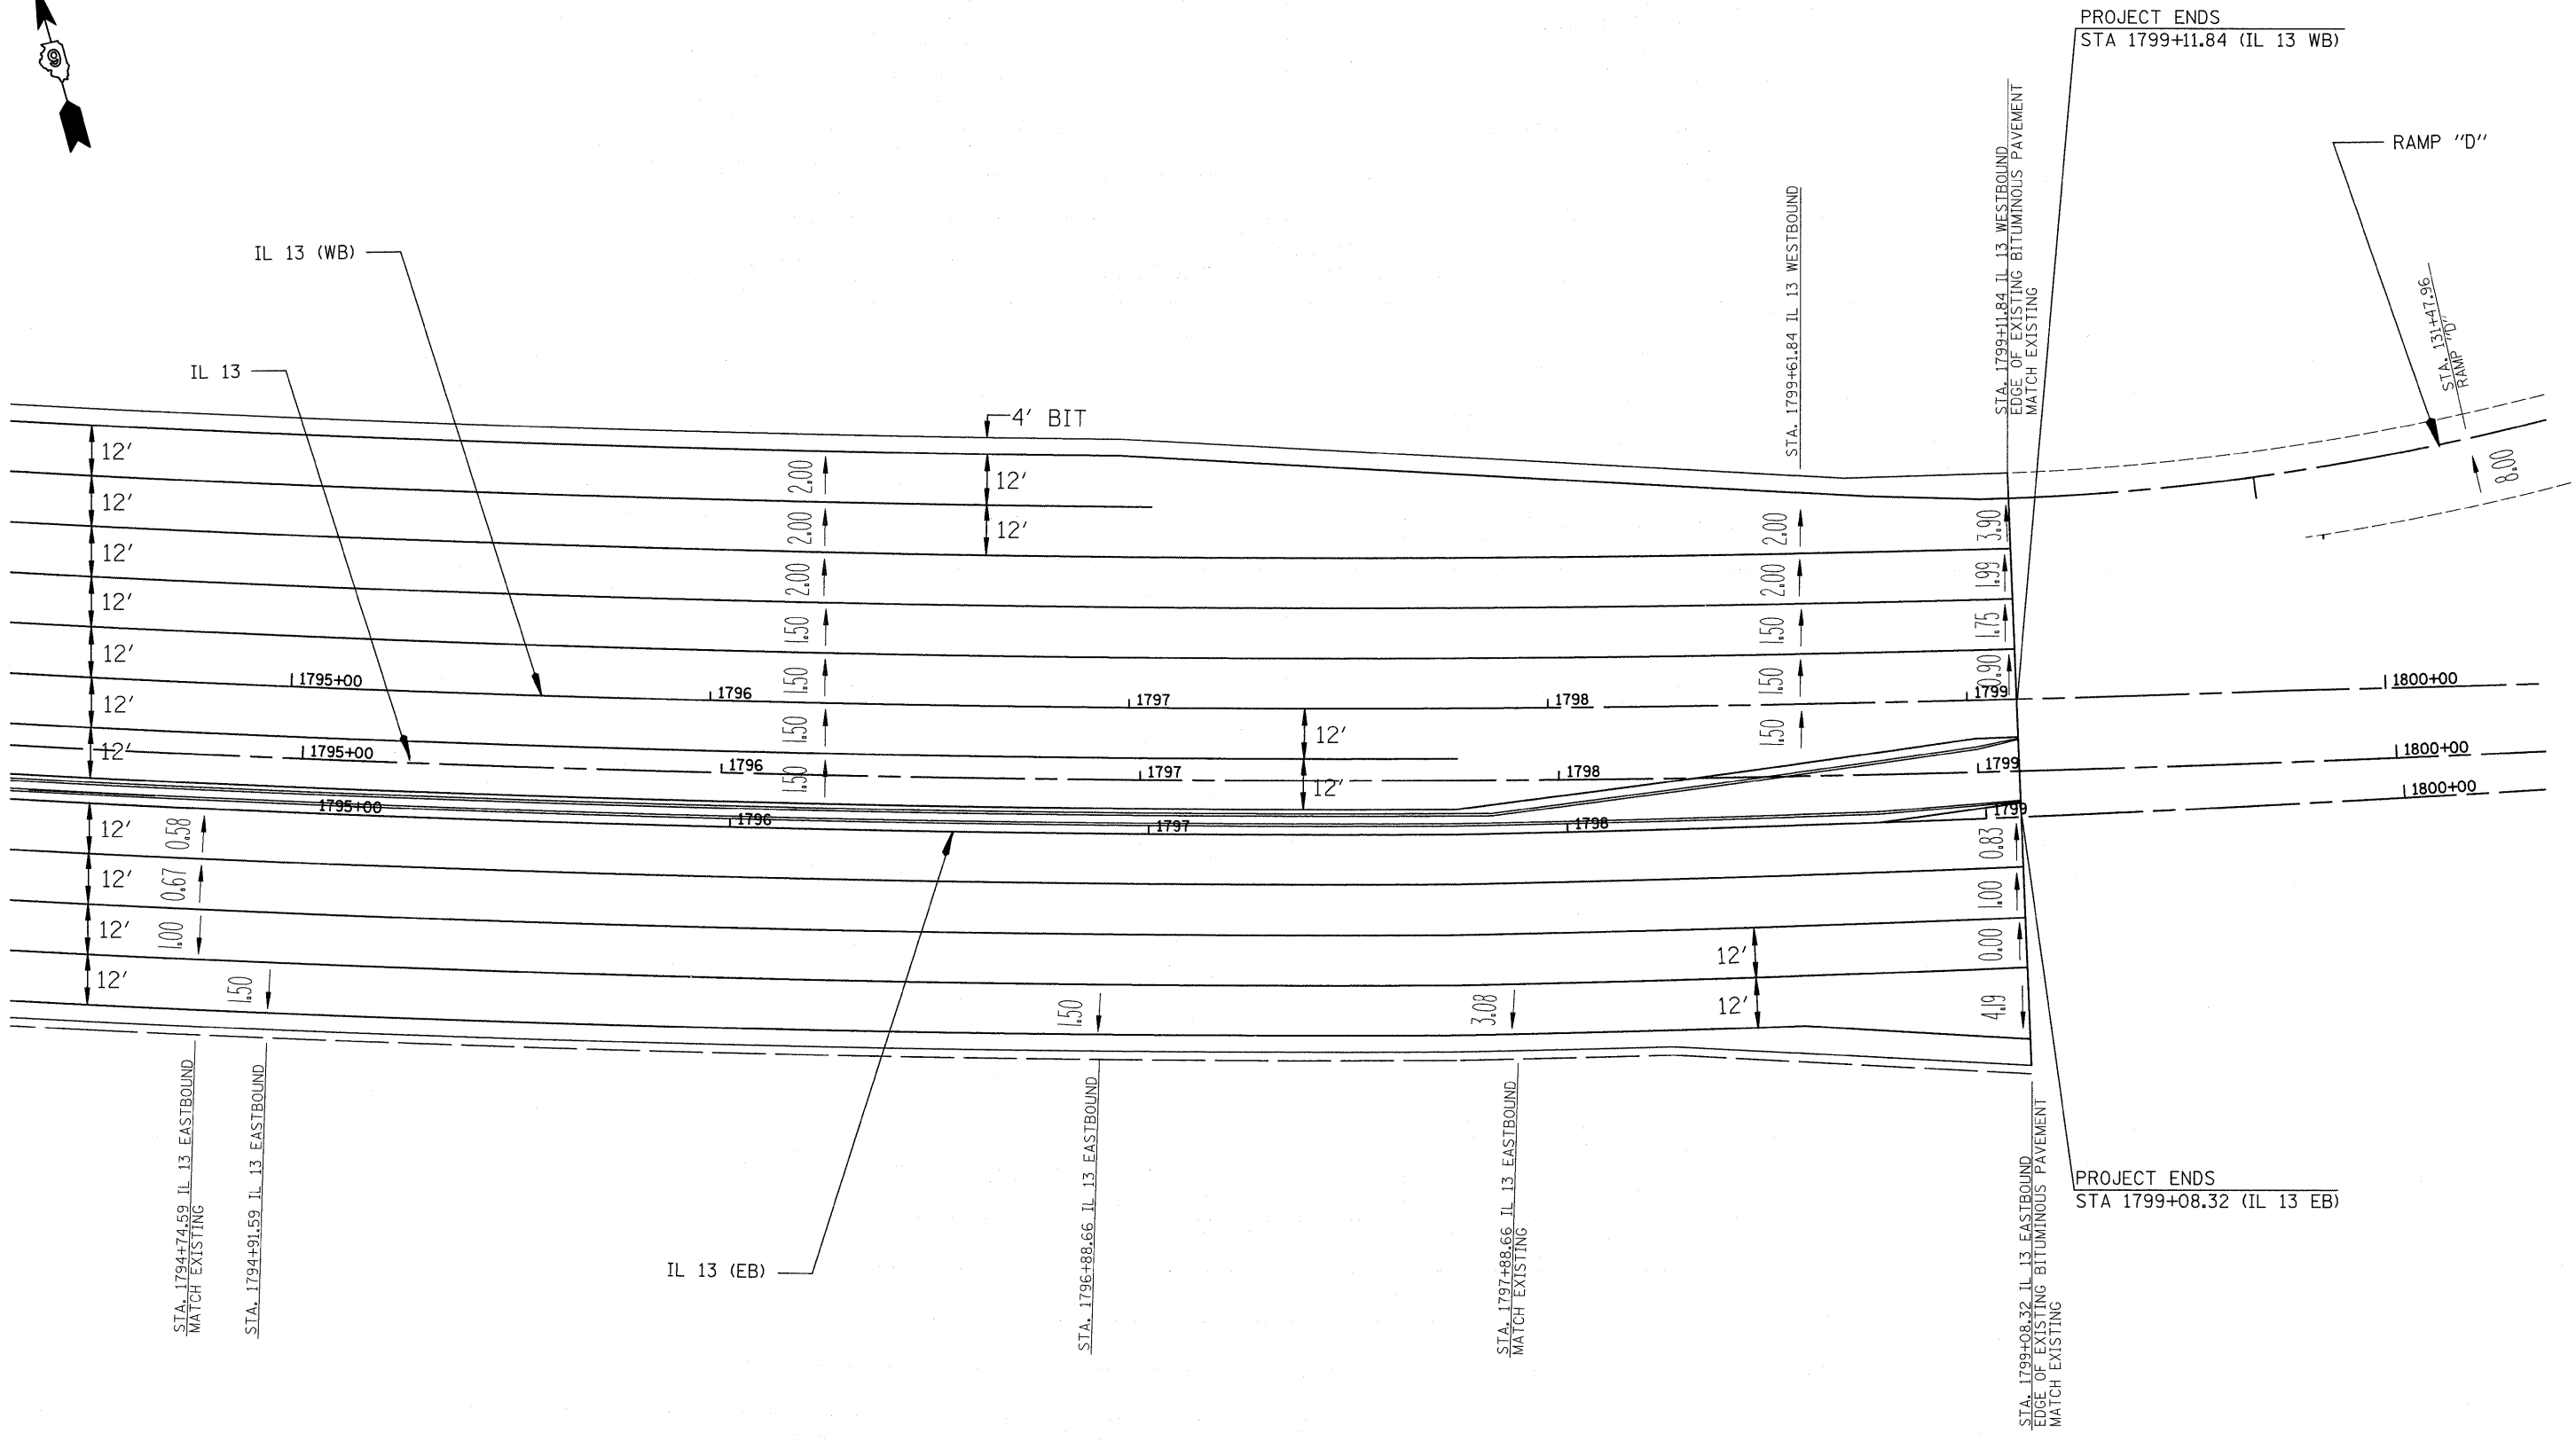 9
PROJECT ENDS
STA 1799+11.84 (IL 13 WB)
RAMP "D"
IL 13 (WB)
IL 13
4' BIT
STA. 1799+61.84 IL 13 WESTBOUND
STA. 1799+11.84 IL 13 WESTBOUND
EDGE OF EXISTING BITUMINOUS PAVEMENT
MATCH EXISTING
STA. 131+47.96
RAMP "D"
8.00
12'
12'
12'
12'
12'
12'
12'
12'
12'
12'
12'
2.00
2.00
2.00
1.50
1.50
1.50
1.50
12'
12'
12'
12'
2.00
2.00
1.50
1.50
1.50
3.90
1.99
1.75
0.90
1795+00
1796
1797
1798
1799
1800+00
1795+00
1796
1797
1798
1799
1800+00
1795+00
1796
1797
1798
1799
1800+00
0.58
0.67
1.00
1.50
1.50
3.08
12'
12'
0.83
1.00
0.00
4.19
STA. 1794+74.59 IL 13 EASTBOUND
MATCH EXISTING
STA. 1794+91.59 IL 13 EASTBOUND
IL 13 (EB)
STA. 1796+88.66 IL 13 EASTBOUND
STA. 1797+88.66 IL 13 EASTBOUND
MATCH EXISTING
STA. 1799+08.32 IL 13 EASTBOUND
EDGE OF EXISTING BITUMINOUS PAVEMENT
MATCH EXISTING
PROJECT ENDS
STA 1799+08.32 (IL 13 EB)